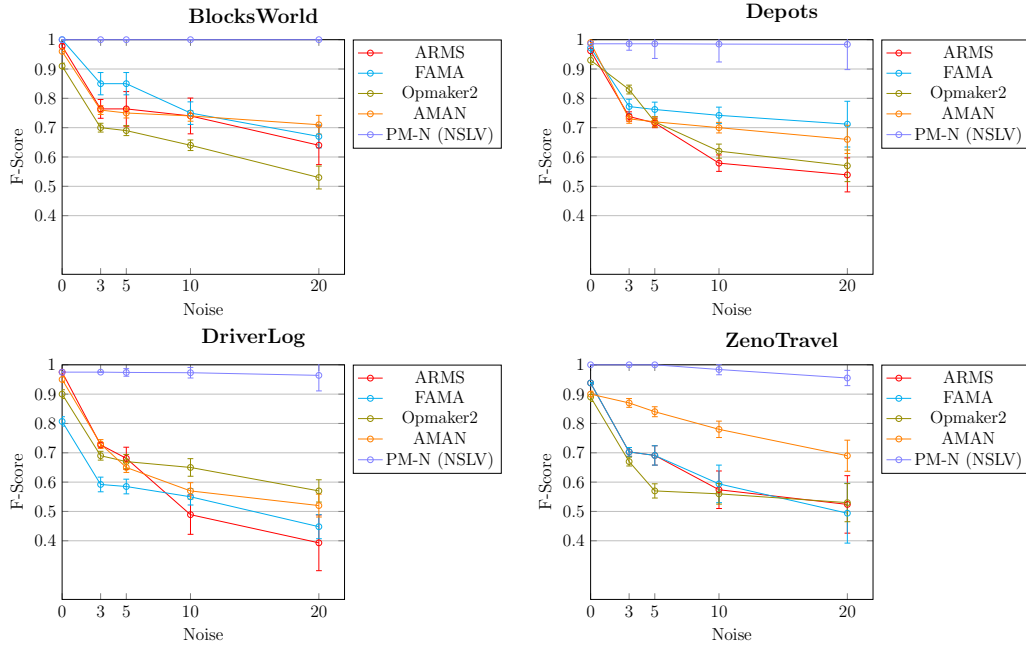 BlocksWorld
1
0.9
0.8
0.7
0.6
0.5
0.4
F-Score
0 3 5 10 20
Noise
ARMS
FAMA
Opmaker2
AMAN
PM-N (NSLV)
Depots
1
0.9
0.8
0.7
0.6
0.5
0.4
F-Score
0 3 5 10 20
Noise
ARMS
FAMA
Opmaker2
AMAN
PM-N (NSLV)
DriverLog
1
0.9
0.8
0.7
0.6
0.5
0.4
F-Score
0 3 5 10 20
Noise
ARMS
FAMA
Opmaker2
AMAN
PM-N (NSLV)
ZenoTravel
1
0.9
0.8
0.7
0.6
0.5
0.4
F-Score
0 3 5 10 20
Noise
ARMS
FAMA
Opmaker2
AMAN
PM-N (NSLV)